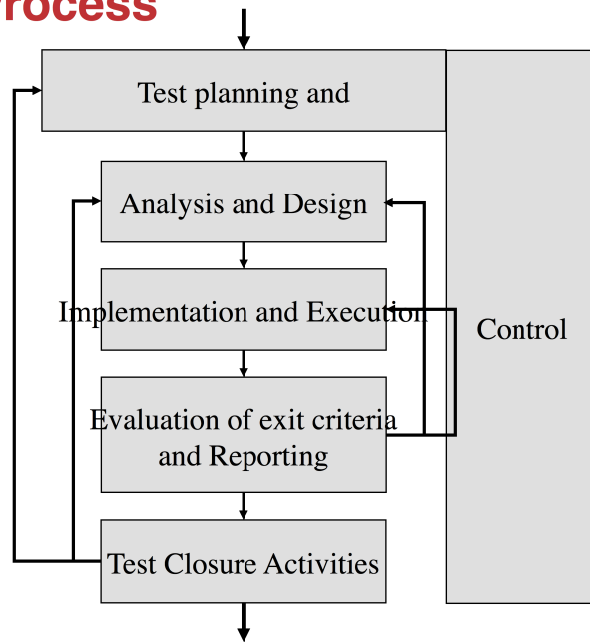 rocess
Test planning and
Analysis and Design
Implementation and Execution
Control
Evaluation of exit criteria
and Reporting
Test Closure Activities